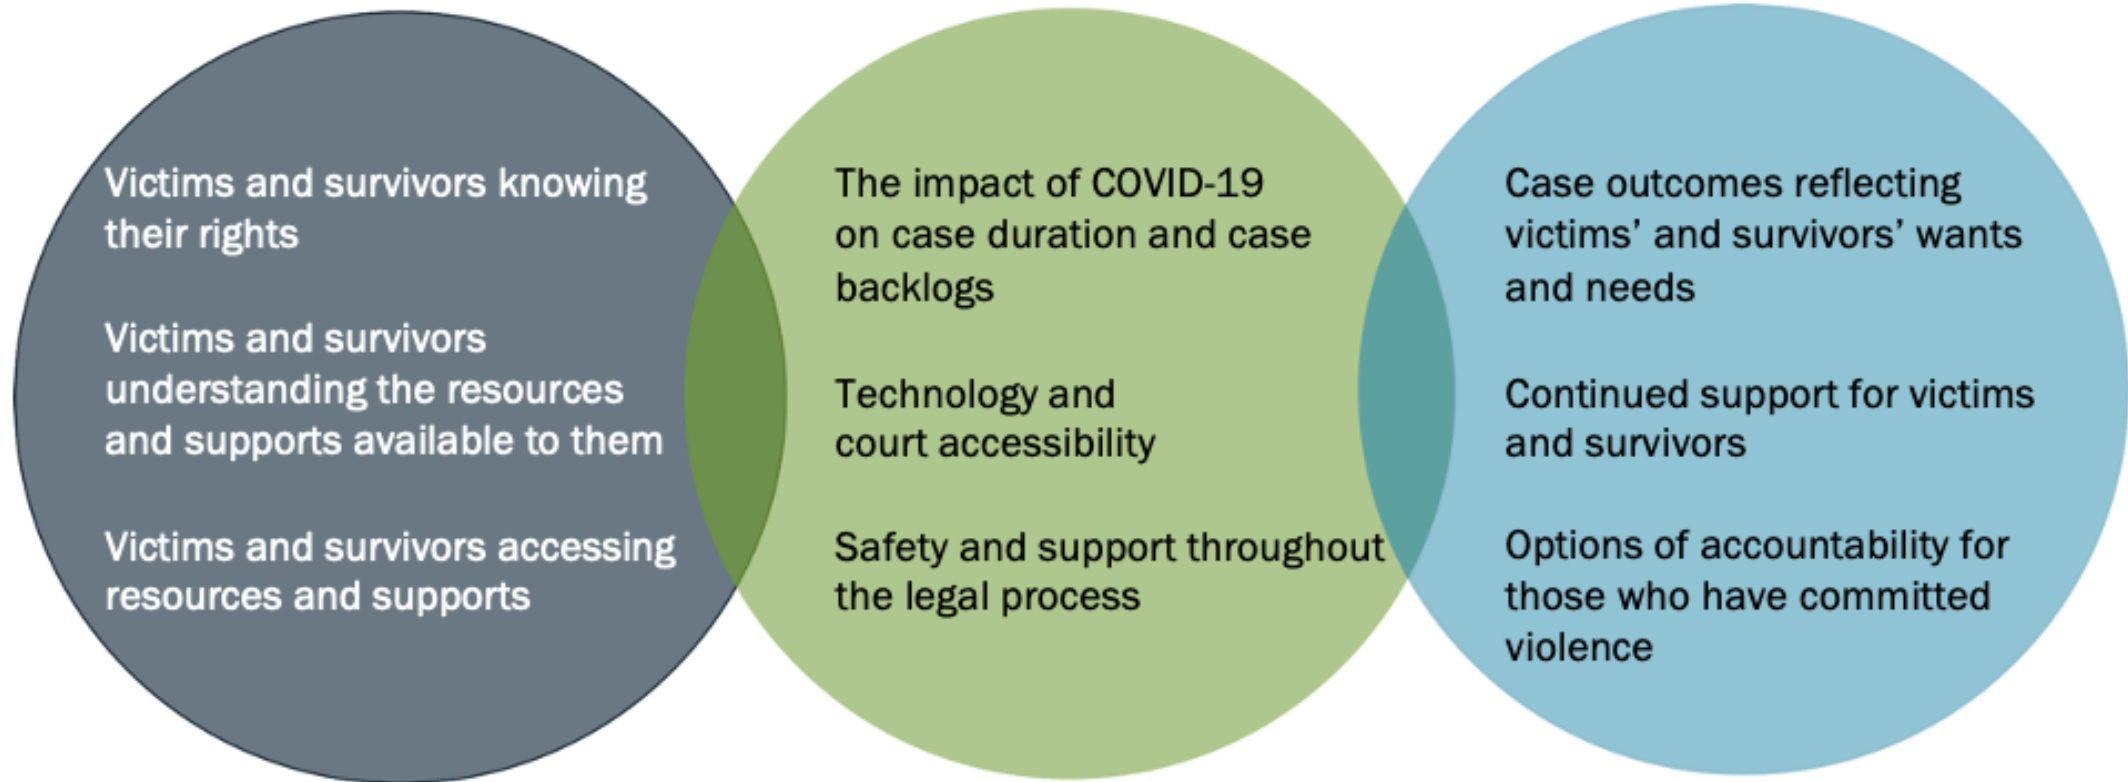 Victims and survivors knowing
their rights
Victims and survivors
understanding the resources
and supports available to them
Victims and survivors accessing
resources and supports
The impact of COVID-19
on case duration and case
backlogs
Technology and
court accessibility
Safety and support throughout
the legal process
Case outcomes reflecting
victims’ and survivors’ wants
and needs
Continued support for victims
and survivors
Options of accountability for
those who have committed
violence